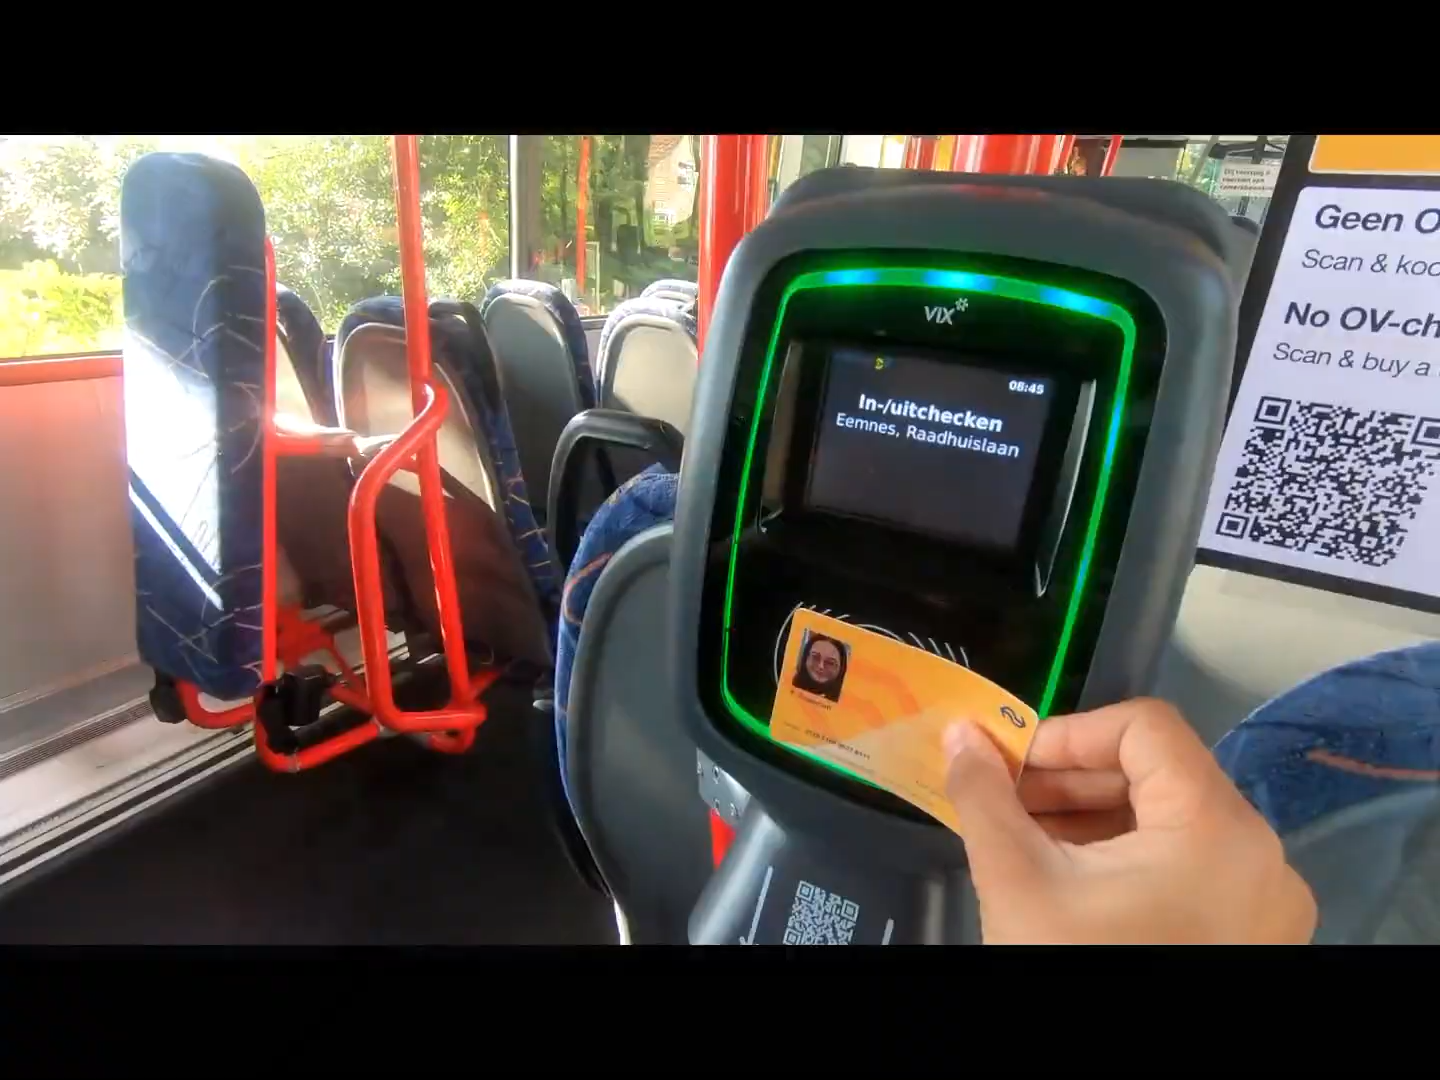 vix
08:45
In-/uitchecken
Eemnes, Raadhuislaan
Geen O
Scan & koo
No OV-ch
Scan & buy a